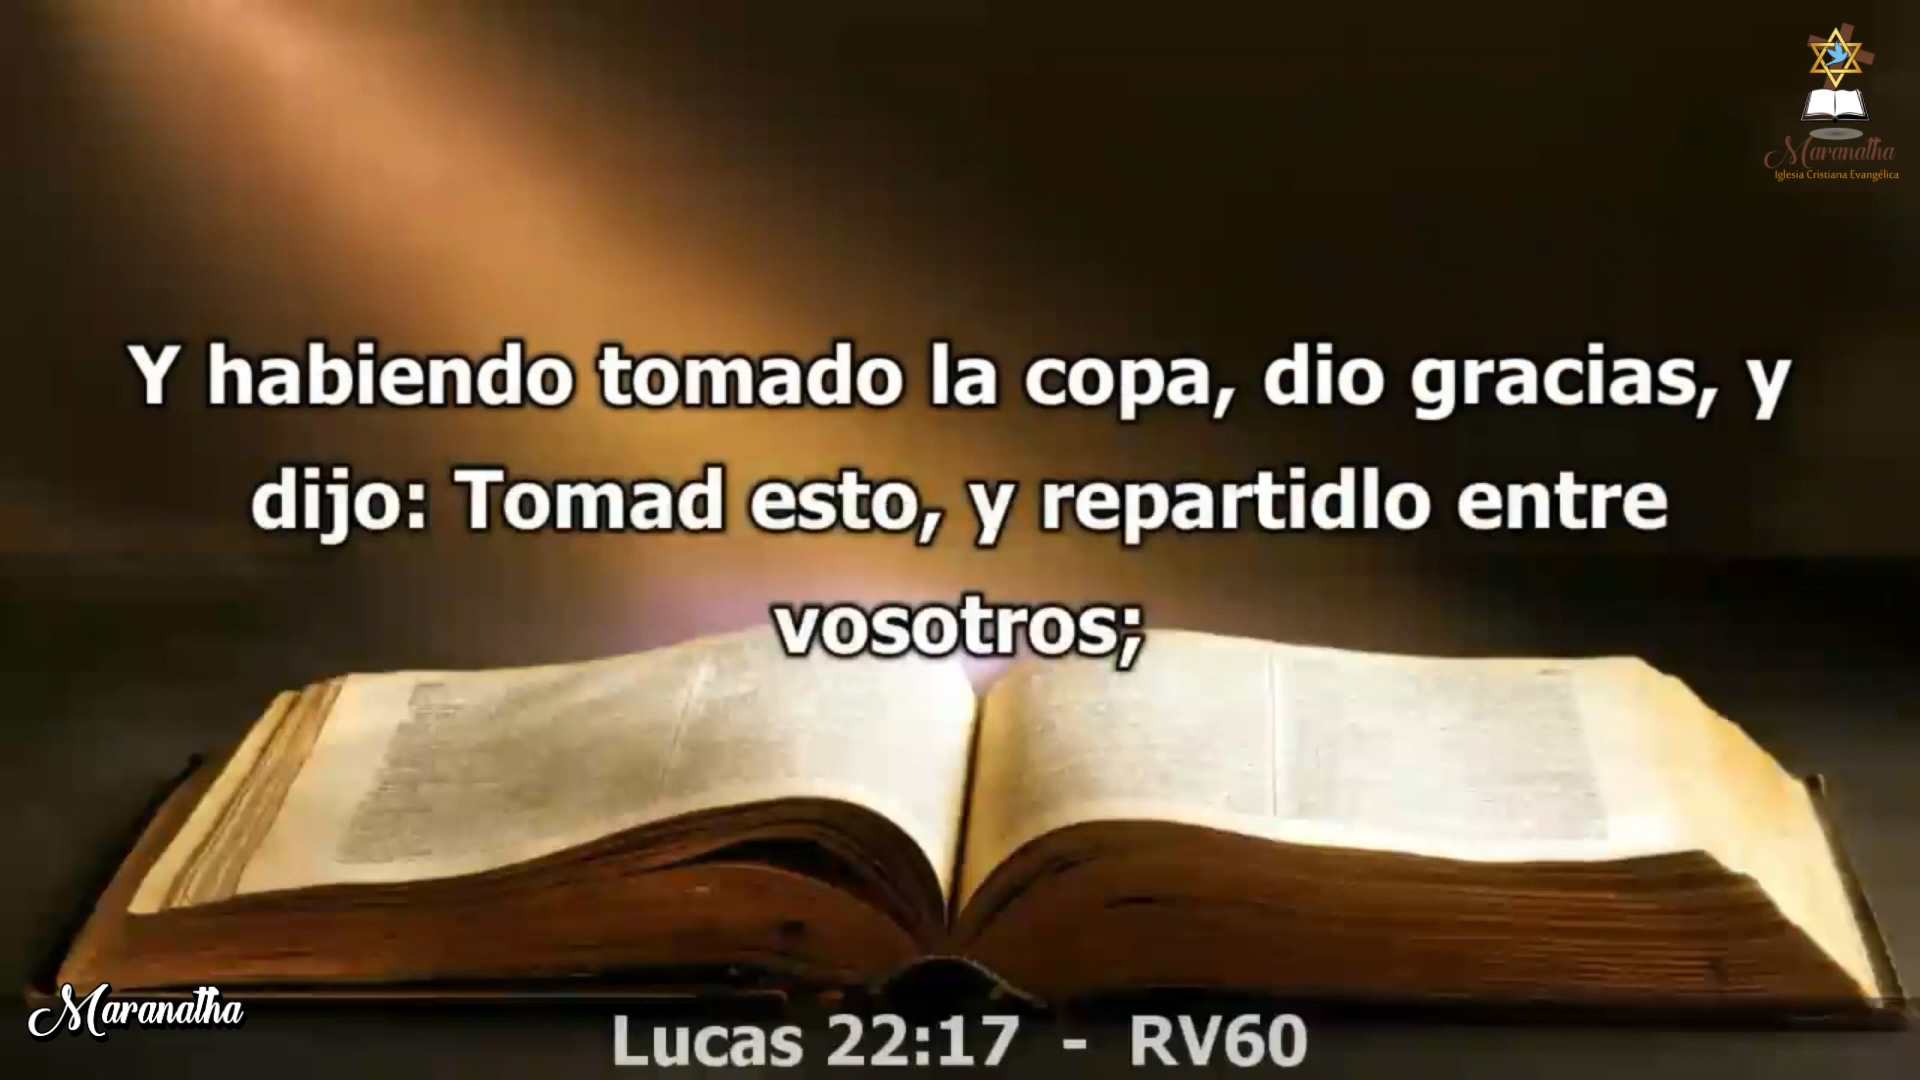 Maranatha
Iglesia Cristiana Evangélica
Y habiendo tomado la copa, dio gracias, y
dijo: Tomad esto, y repartidlo entre
vosotros;
Maranatha
Lucas 22:17 - RV60